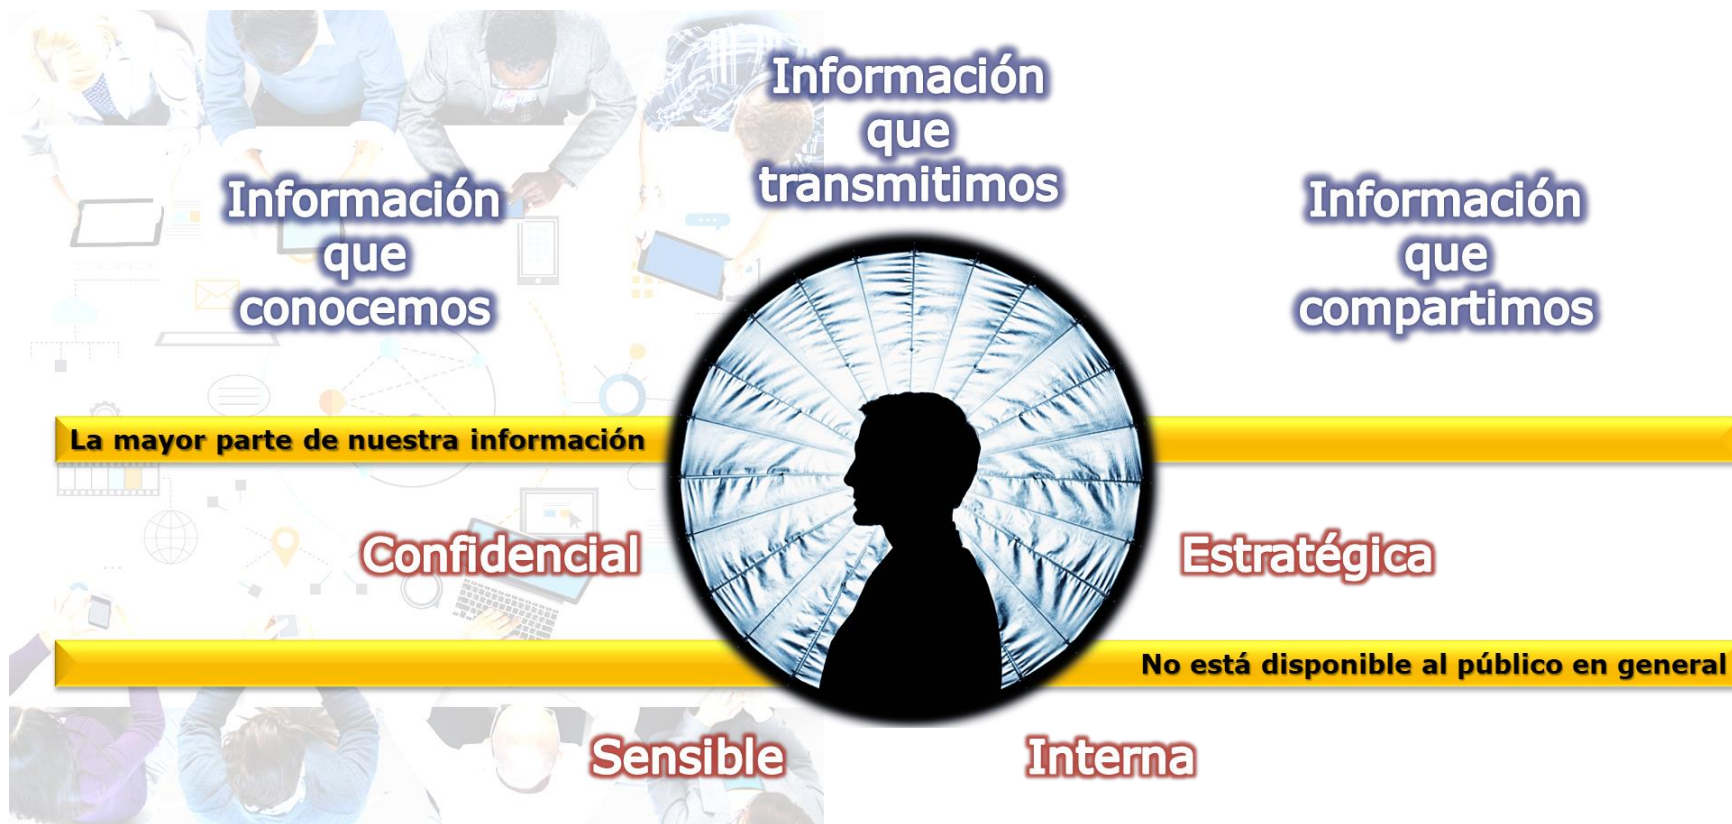 Información
que
transmitimos
Información
que
conocemos
Información
que
compartimos
La mayor parte de nuestra información
Confidencial
Estratégica
No está disponible al público en general
Sensible
Interna